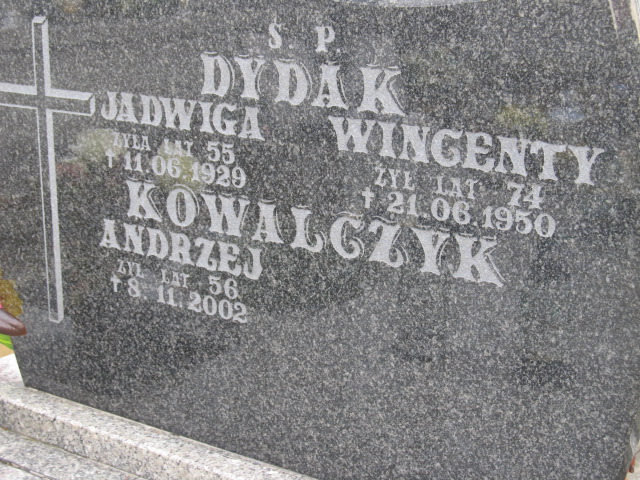 Ś. P.
DYDAK
JADWIGA
ŻYŁA LAT 55
† 11.06.1929
WINCENTY
ŻYŁ LAT 74
† 21.06.1950
KOWALCZYK
ANDRZEJ
ŻYŁ LAT 56
† 8.11.2002